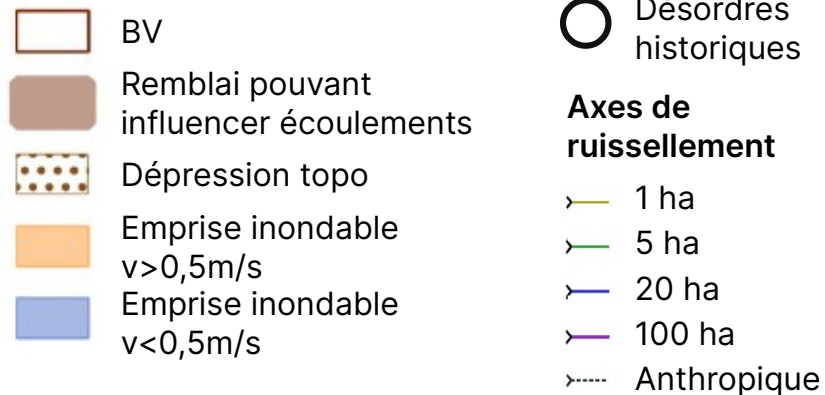 BV
Remblai pouvant
influencer écoulements
Dépression topo
Emprise inondable
v>0,5m/s
Emprise inondable
v<0,5m/s
Désordres
historiques
Axes de
ruissellement
1 ha
5 ha
20 ha
100 ha
Anthropique